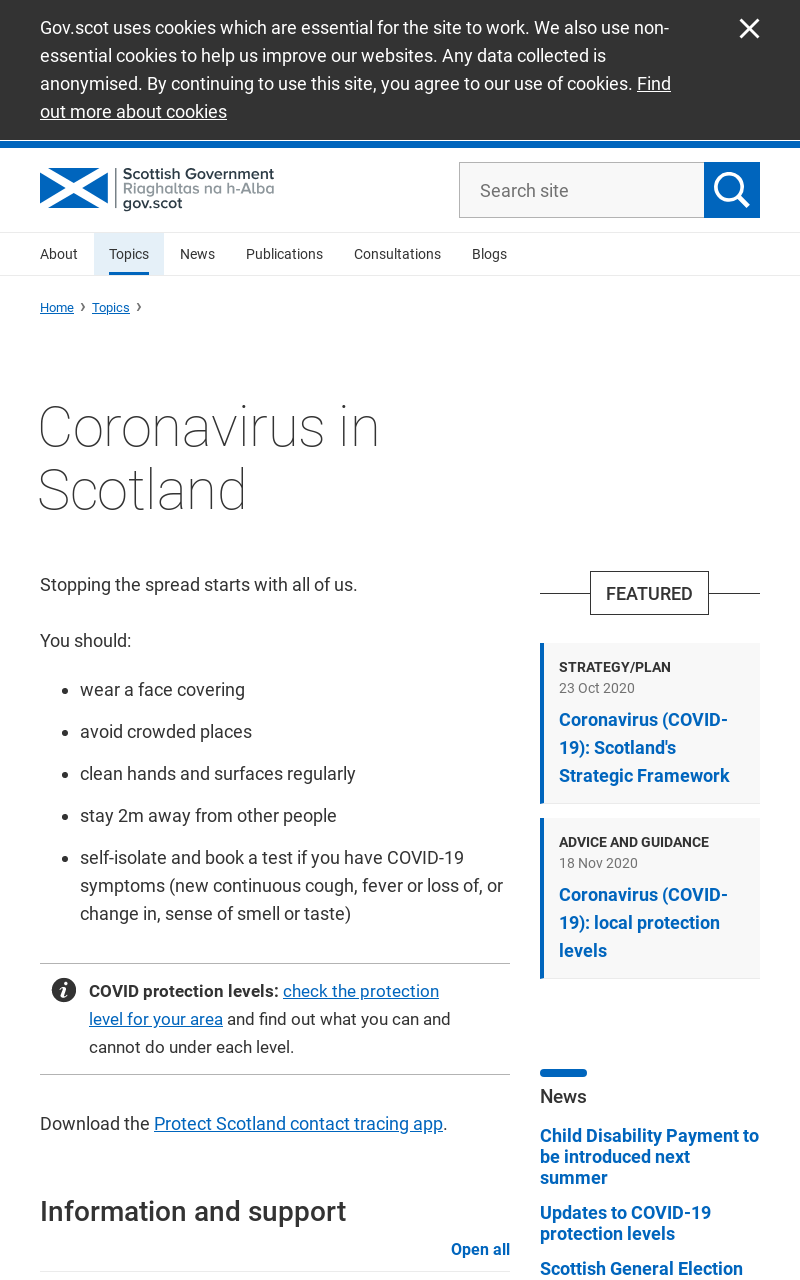 Gov.scot uses cookies which are essential for the site to work. We also use non-
essential cookies to help us improve our websites. Any data collected is
anonymised. By continuing to use this site, you agree to our use of cookies. Find
out more about cookies
Scottish Government
Riaghaltas na h-Alba
gov.scot
Search site
About
Topics
News
Publications
Consultations
Blogs
Home › Topics ›
Coronavirus in
Scotland
Stopping the spread starts with all of us.
You should:
• wear a face covering
• avoid crowded places
• clean hands and surfaces regularly
• stay 2m away from other people
• self-isolate and book a test if you have COVID-19
symptoms (new continuous cough, fever or loss of, or
change in, sense of smell or taste)
COVID protection levels: check the protection
level for your area and find out what you can and
cannot do under each level.
Download the Protect Scotland contact tracing app.
Information and support
Open all
FEATURED
STRATEGY/PLAN
23 Oct 2020
Coronavirus (COVID-
19): Scotland's
Strategic Framework
ADVICE AND GUIDANCE
18 Nov 2020
Coronavirus (COVID-
19): local protection
levels
News
Child Disability Payment to
be introduced next
summer
Updates to COVID-19
protection levels
Scottish General Election